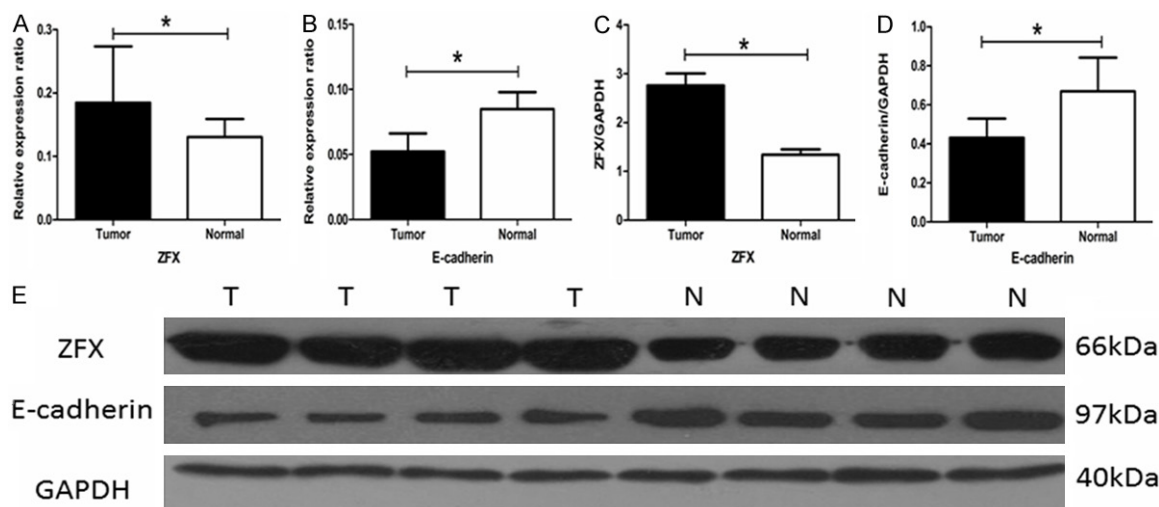 A
Relative expression ratio
0.3
0.2
0.1
0.0
*
Tumor Normal
ZFX
B
Relative expression ratio
0.15
0.10
0.05
0.00
*
Tumor Normal
E-cadherin
C
ZFX/GAPDH
4
3
2
1
0
*
Tumor Normal
ZFX
D
E-cadherin/GAPDH
1.0
0.8
0.6
0.4
0.2
0.0
*
Tumor Normal
E-cadherin
E T T T T N N N N
ZFX 66kDa
E-cadherin 97kDa
GAPDH 40kDa